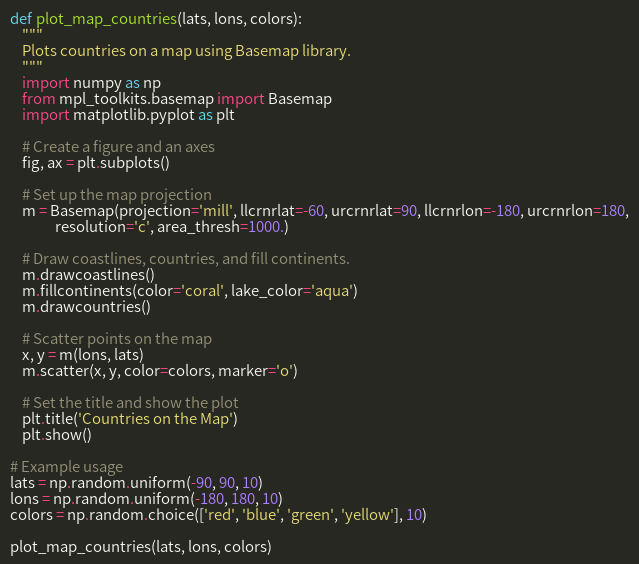 def plot_map_countries(lats, lons, colors):
    """
    Plots countries on a map using Basemap library.
    """
    import numpy as np
    from mpl_toolkits.basemap import Basemap
    import matplotlib.pyplot as plt

    # Create a figure and an axes
    fig, ax = plt.subplots()

    # Set up the map projection
    m = Basemap(projection='mill', llcrnrlat=-60, urcrnrlat=90, llcrnrlon=-180, urcrnrlon=180,
                resolution='c', area_thresh=1000.)

    # Draw coastlines, countries, and fill continents.
    m.drawcoastlines()
    m.fillcontinents(color='coral', lake_color='aqua')
    m.drawcountries()

    # Scatter points on the map
    x, y = m(lons, lats)
    m.scatter(x, y, color=colors, marker='o')

    # Set the title and show the plot
    plt.title('Countries on the Map')
    plt.show()

# Example usage
lats = np.random.uniform(-90, 90, 10)
lons = np.random.uniform(-180, 180, 10)
colors = np.random.choice(['red', 'blue', 'green', 'yellow'], 10)

plot_map_countries(lats, lons, colors)